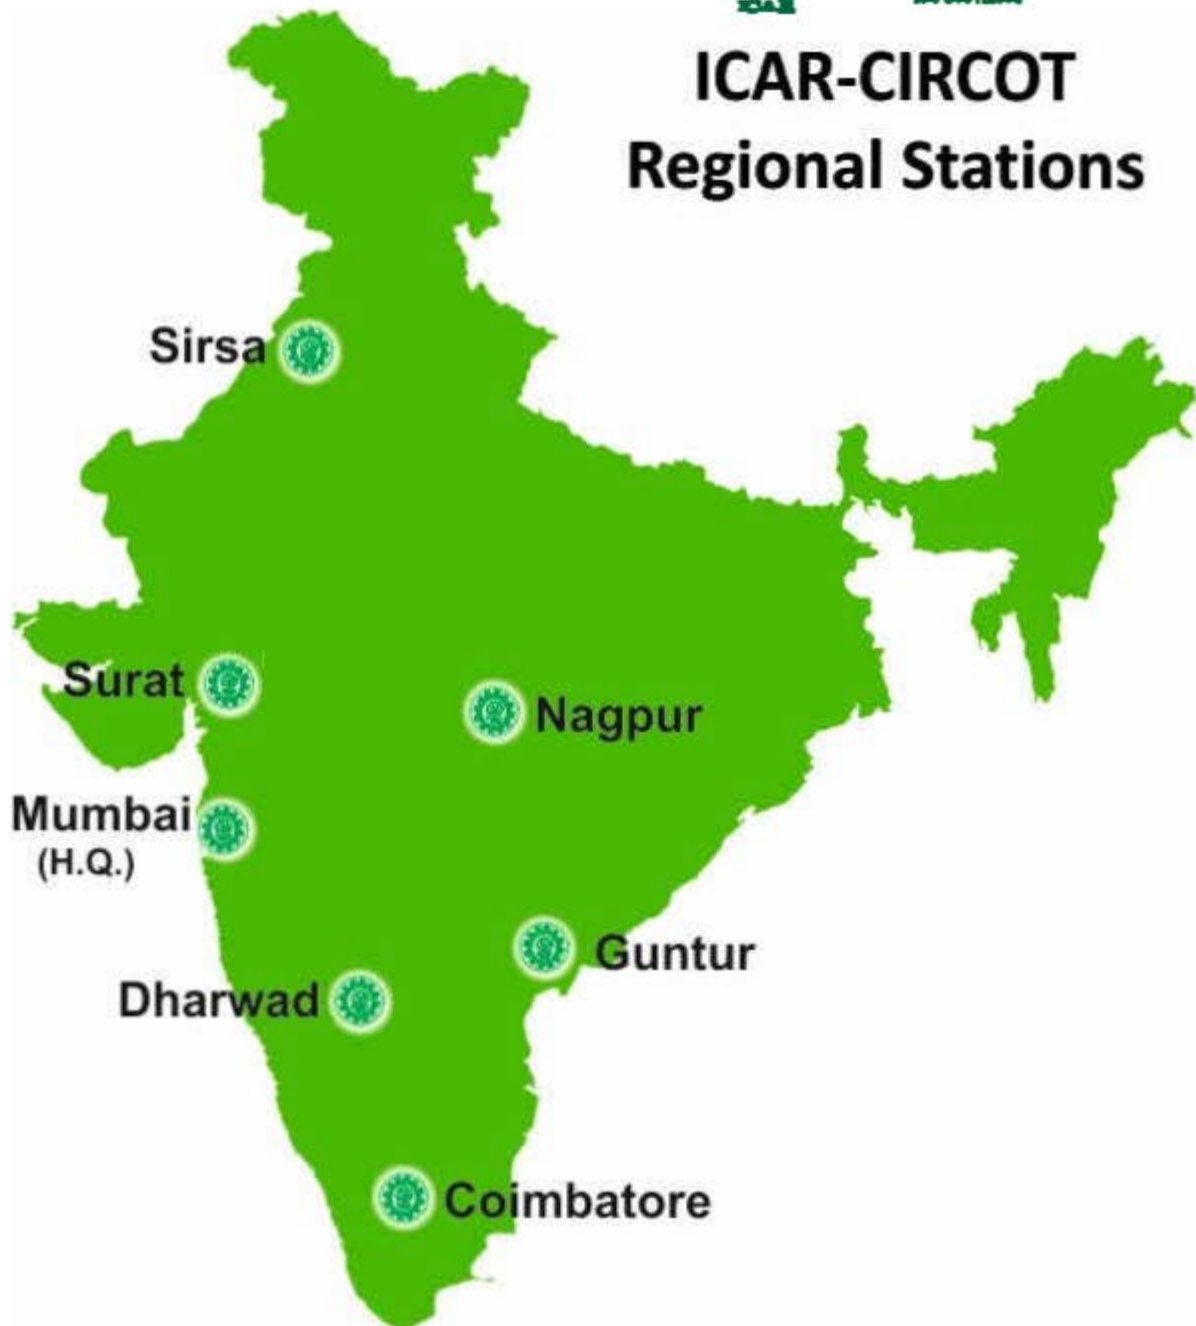 ICAR-CIRCOT
Regional Stations
Sirsa
Surat
Nagpur
Mumbai
(H.Q.)
Guntur
Dharwad
Coimbatore